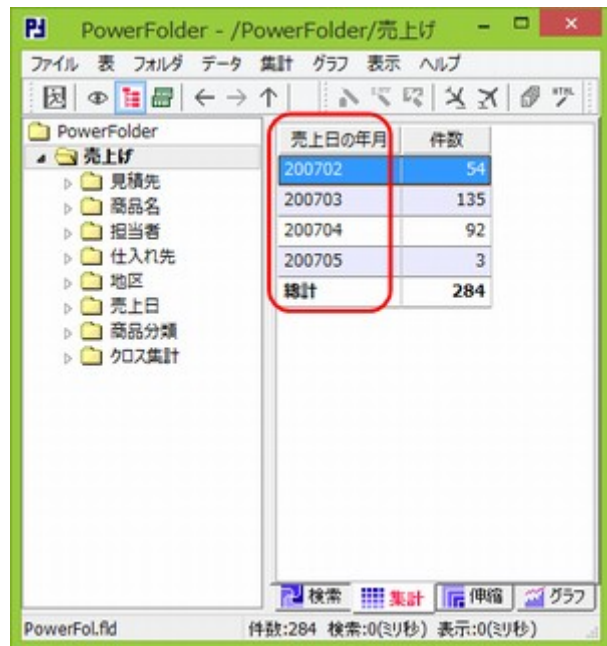 PowerFolder - /PowerFolder/売上げ
ファイル 表 フォルダ データ 集計 グラフ 表示 ヘルプ
PowerFolder
売上げ
見積先
商品名
担当者
仕入れ先
地区
売上日
商品分類
クロス集計
売上日の年月 件数
200702 54
200703 135
200704 92
200705 3
総計 284
検索 集計 伸縮 グラフ
PowerFol.fld 件数:284 検索:0(ミリ秒) 表示:0(ミリ秒)